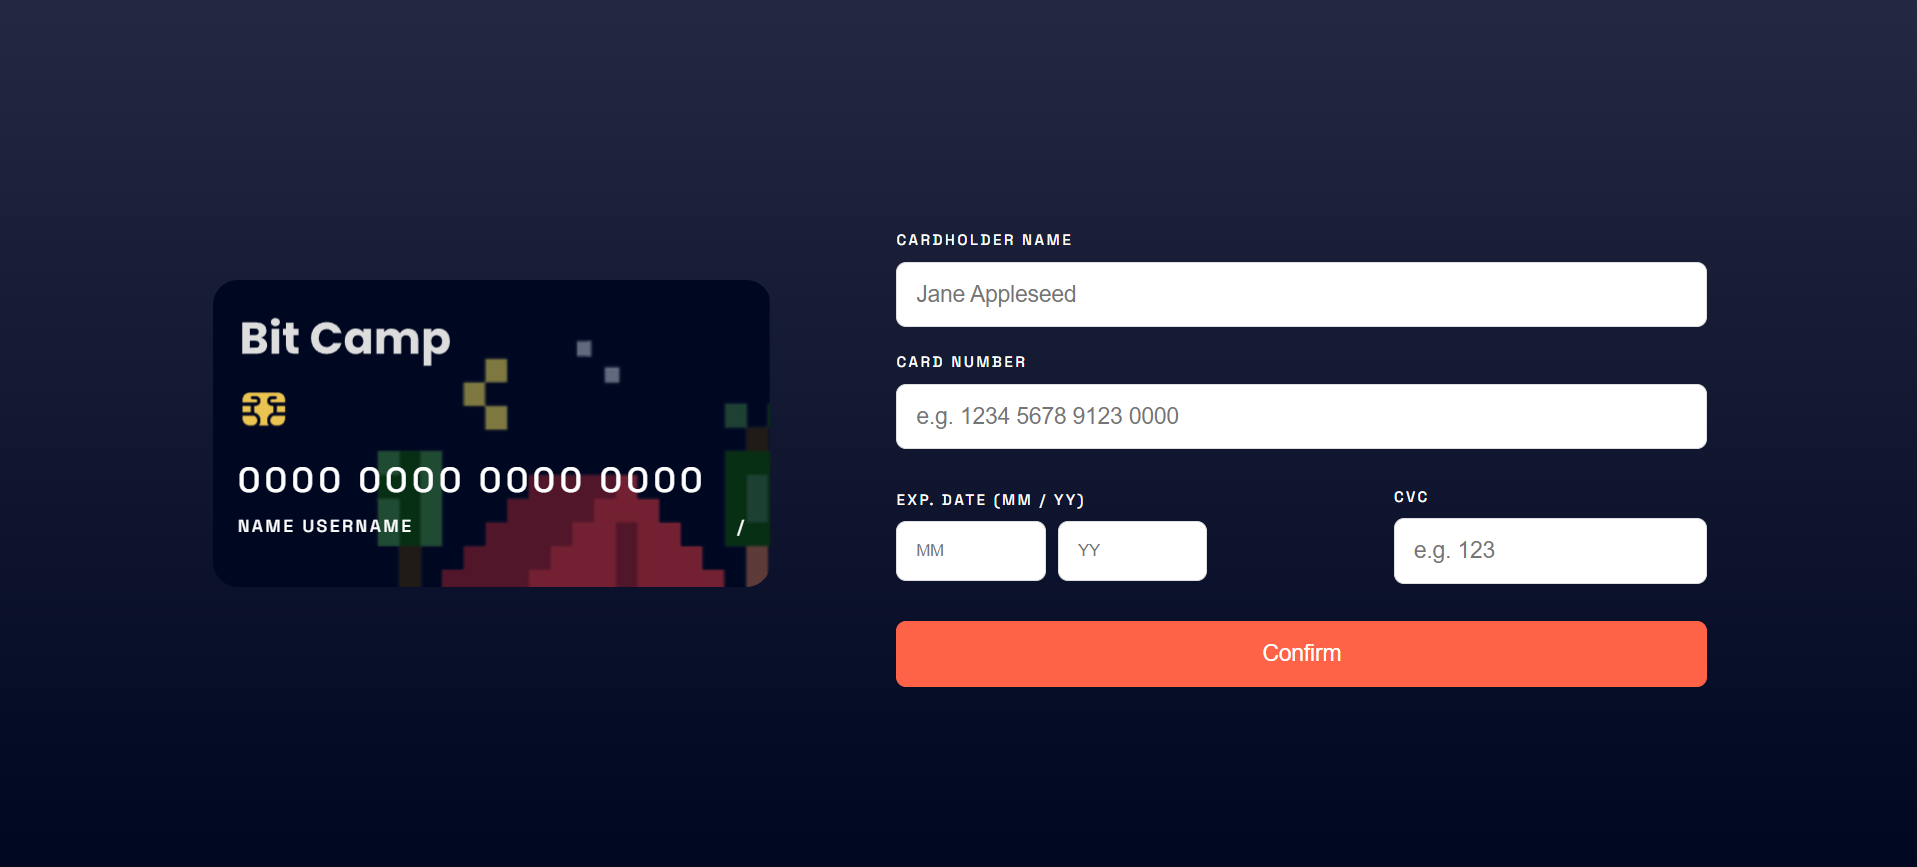 Bit Camp
0000 0000 0000 0000
NAME USERNAME
/
CARDHOLDER NAME
Jane Appleseed
CARD NUMBER
e.g. 1234 5678 9123 0000
EXP. DATE (MM / YY)
CVC
MM
YY
e.g. 123
Confirm